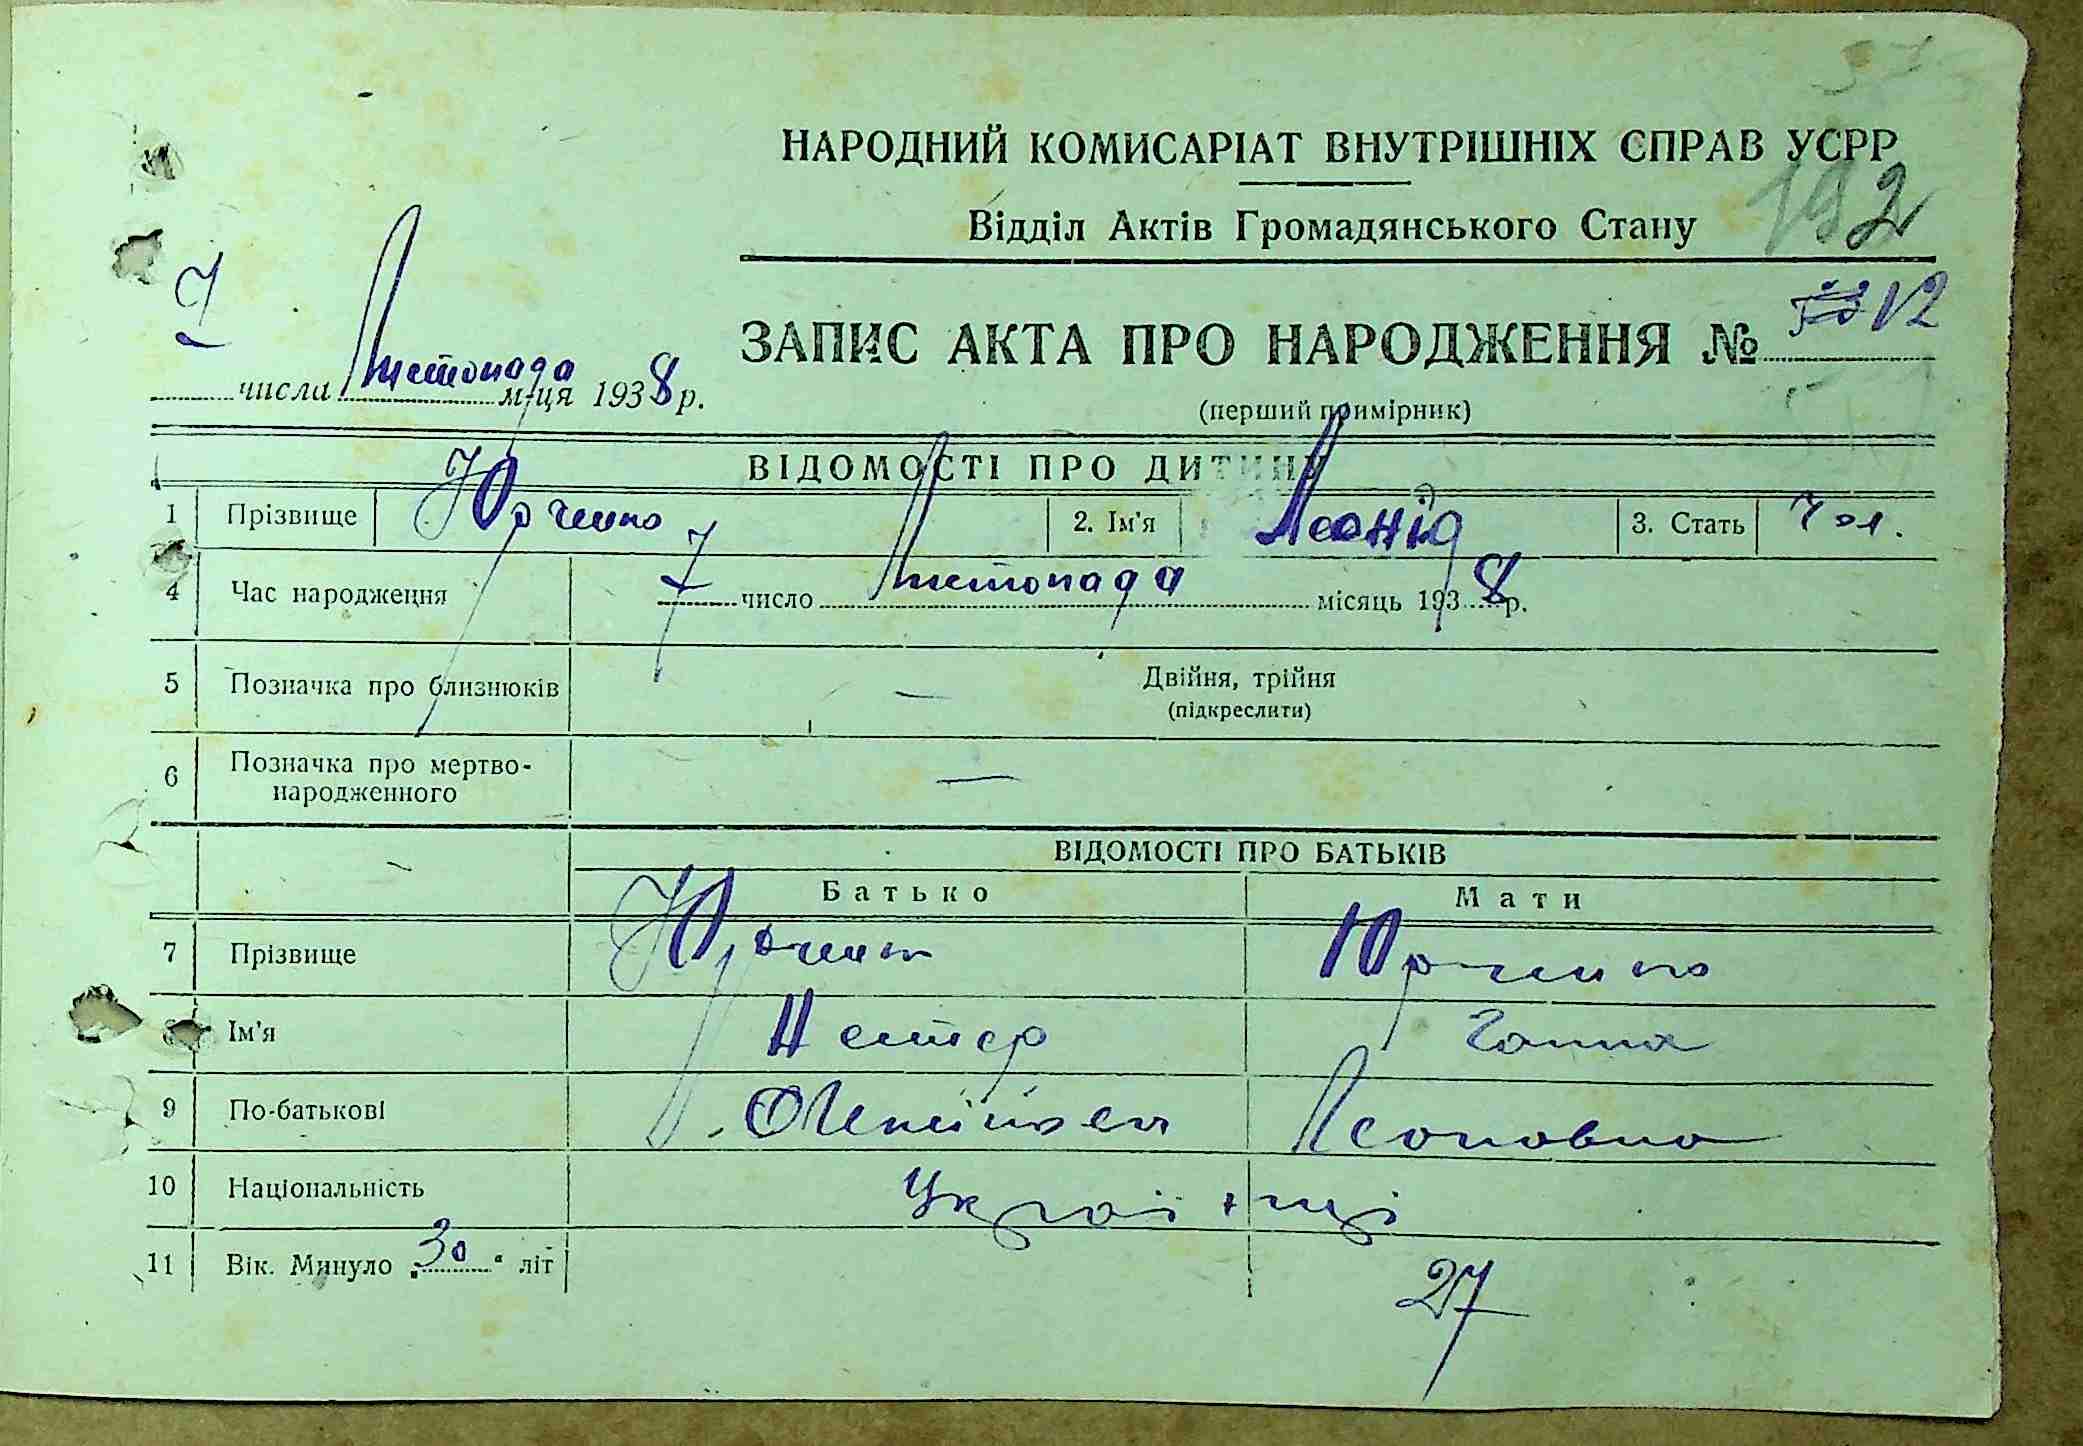 НАРОДНИЙ КОМИСАРІАТ ВНУТРІШНІХ СПРАВ УСРР
192
Відділ Актів Громадянського Стану
7 числа Листопада м-ця 1938 р.
ЗАПИС АКТА ПРО НАРОДЖЕННЯ № 12
(перший примірник)
ВІДОМОСТІ ПРО ДИТИНУ
1 Прізвище Юрченко 2. Ім'я Леонід 3. Стать Чол.
4 Час народження 7 число Листопада місяць 1938 р.
5 Позначка про близнюків — Двійня, трійня
(підкреслити)
6 Позначка про мертво-
народженного —
ВІДОМОСТІ ПРО БАТЬКІВ
Батько Мати
7 Прізвище Юрченко Юрченко
8 Ім'я Нестер Ганна
9 По-батькові
10 Національність Українці
11 Вік. Минуло „30“ літ 27